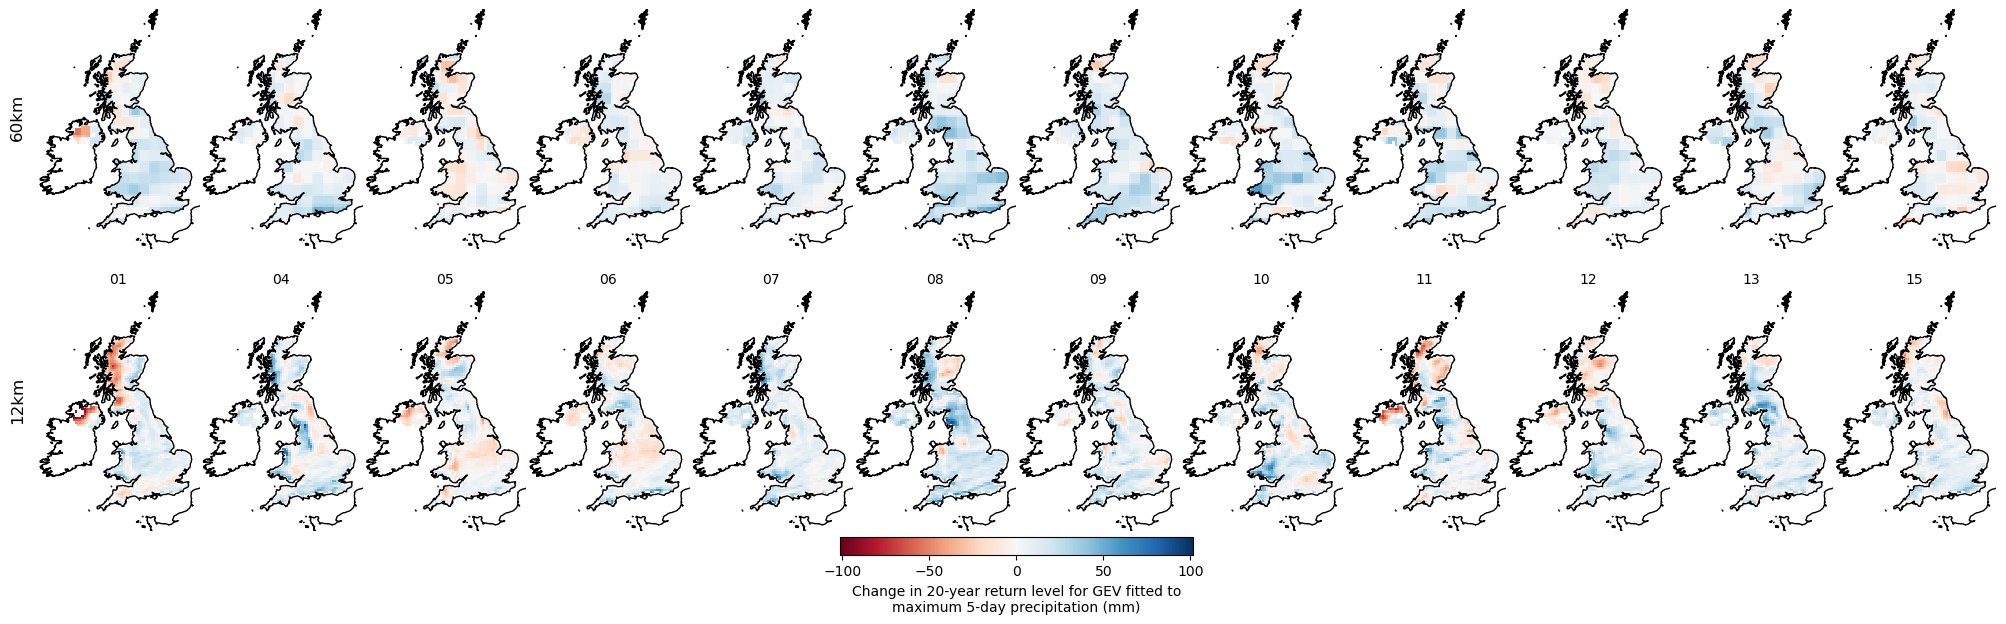 60km
01 04 05 06 07 08 09 10 11 12 13 15
12km
−100 −50 0 50 100
Change in 20-year return level for GEV fitted to
maximum 5-day precipitation (mm)